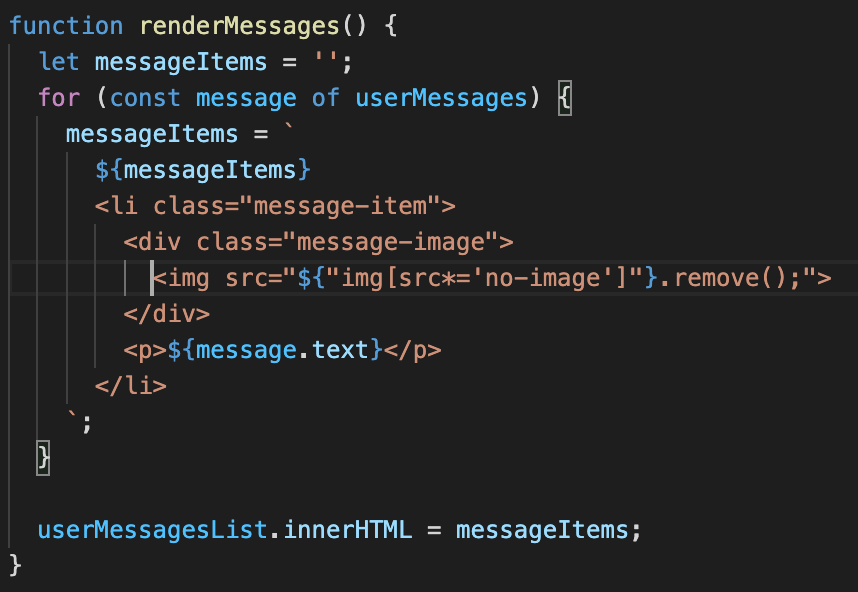 function renderMessages() {
let messageItems = '';
for (const message of userMessages) {
messageItems = `
${messageItems}
<li class="message-item">
<div class="message-image">
<img src="${"img[src*='no-image']"}.remove();">
</div>
<p>${message.text}</p>
</li>
`;
}
userMessagesList.innerHTML = messageItems;
}